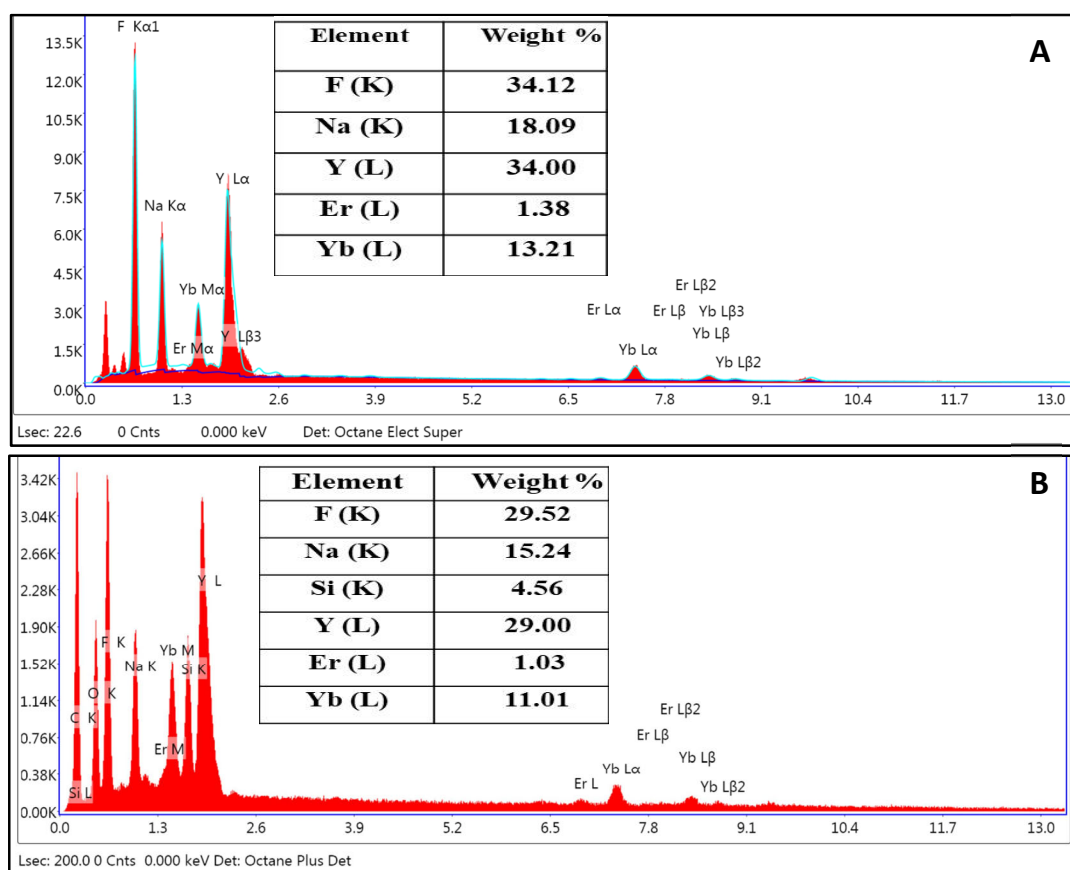 A
F Kα1
Element Weight %
F (K) 34.12
Na (K) 18.09
Y (L) 34.00
Er (L) 1.38
Yb (L) 13.21
13.5K
12.0K
10.5K
9.0K
7.5K
6.0K
4.5K
3.0K
1.5K
0.0K
Na Kα
Y Lα
Yb Mα
Er Mα
Y Lβ3
Er Lα
Er Lβ2
Er Lβ
Yb Lβ3
Yb Lβ
Yb Lα
Yb Lβ2
0.0 1.3 2.6 3.9 5.2 6.5 7.8 9.1 10.4 11.7 13.0
Lsec: 22.6 0 Cnts 0.000 keV Det: Octane Elect Super
B
Element Weight %
F (K) 29.52
Na (K) 15.24
Si (K) 4.56
Y (L) 29.00
Er (L) 1.03
Yb (L) 11.01
3.42K
3.04K
2.66K
2.28K
1.90K
1.52K
1.14K
0.76K
0.38K
0.00K
Y L
F K
Yb M
Na K
Si K
O K
C K
Er M
Si L
Er Lβ2
Er Lβ
Yb Lβ
Yb Lα
Er L
Yb Lβ2
0.0 1.3 2.6 3.9 5.2 6.5 7.8 9.1 10.4 11.7 13.0
Lsec: 200.0 0 Cnts 0.000 keV Det: Octane Plus Det